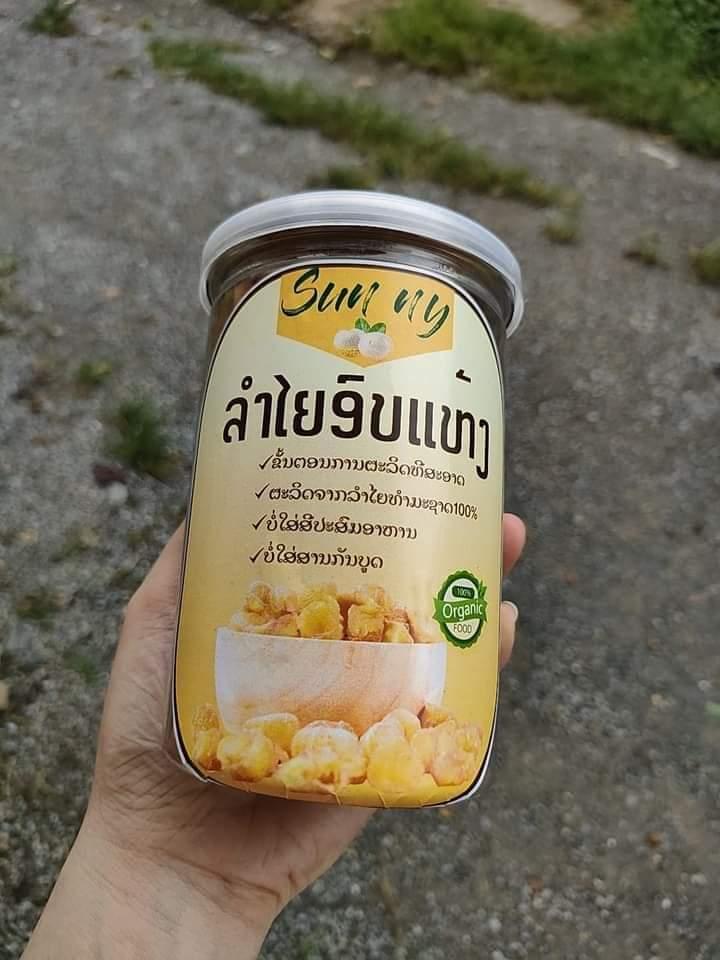 Sun ny
ລຳໄຍອົບແຫ້ງ
✓ຂັ້ນຕອນການຜະລິດທີ່ສະອາດ
✓ຜະລິດຈາກລຳໄຍທຳມະຊາດ100%
✓ບໍ່ໃສ່ສີປະສົມອາຫານ
✓ບໍ່ໃສ່ສານກັນບູດ
100%
Organic
FOOD